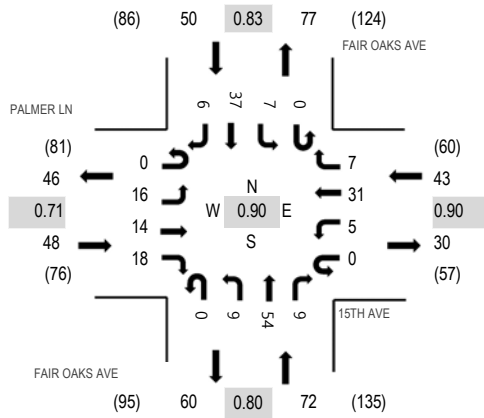 (86) 50 0.83 77 (124)
FAIR OAKS AVE
PALMER LN
6 37 7 0
(81)
46
0.71
48
(76)
0
16
14
18
N
W 0.90 E
S
7
31
5
0
(60)
43
0.90
30
(57)
0 9 54 9
15TH AVE
FAIR OAKS AVE
(95) 60 0.80 72 (135)